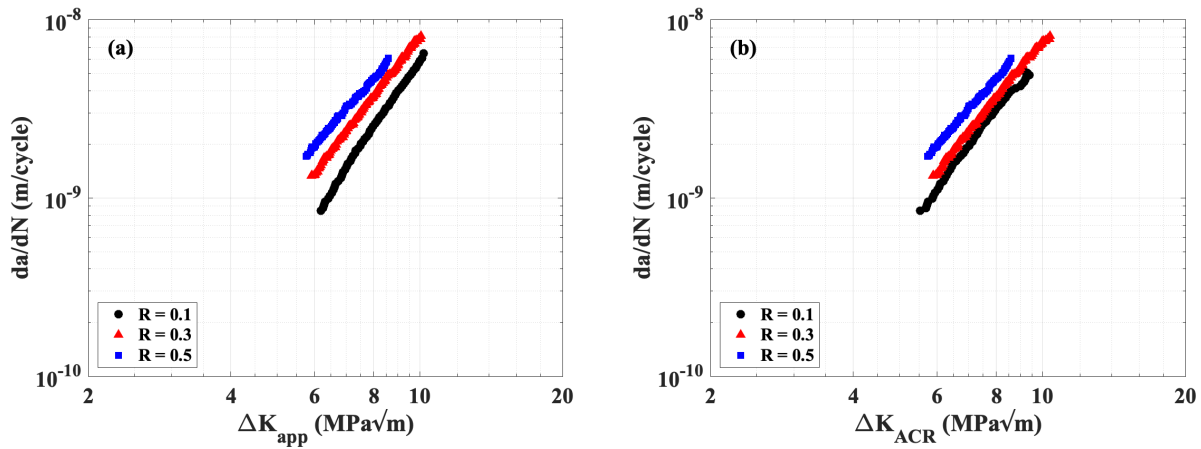 (a)
10^-8
10^-9
10^-10
da/dN (m/cycle)
R = 0.1
R = 0.3
R = 0.5
2 4 6 8 10 20
ΔK_app (MPa√m)
(b)
10^-8
10^-9
10^-10
da/dN (m/cycle)
R = 0.1
R = 0.3
R = 0.5
2 4 6 8 10 20
ΔK_ACR (MPa√m)